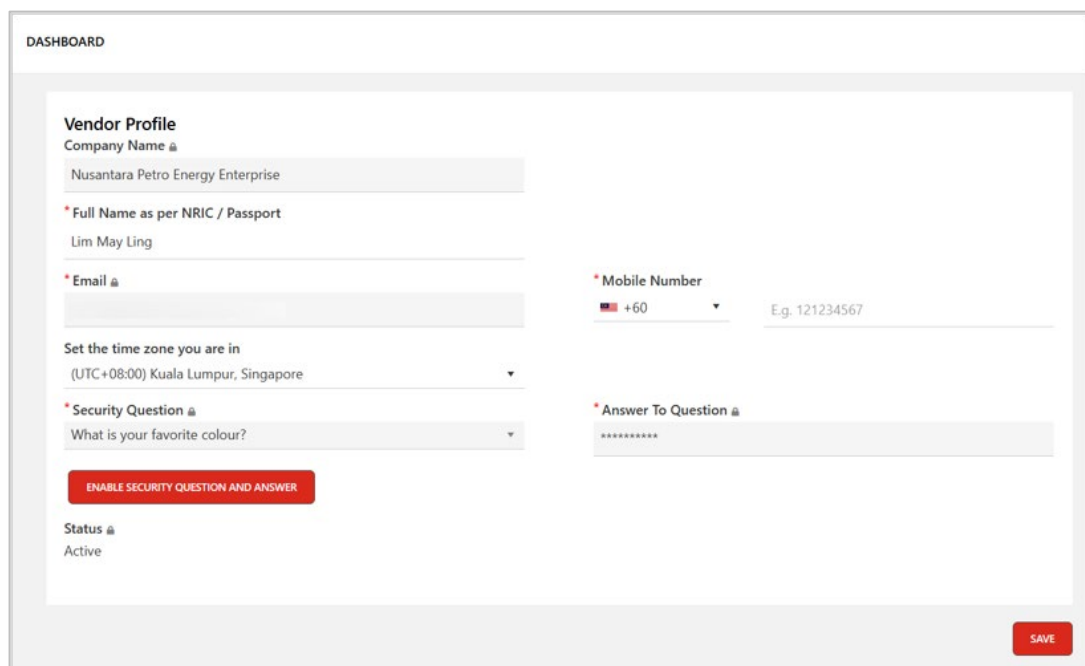 DASHBOARD
Vendor Profile
Company Name
Nusantara Petro Energy Enterprise
* Full Name as per NRIC / Passport
Lim May Ling
* Email
* Mobile Number
+60
E.g. 121234567
Set the time zone you are in
(UTC+08:00) Kuala Lumpur, Singapore
* Security Question
* Answer To Question
What is your favorite colour?
**********
ENABLE SECURITY QUESTION AND ANSWER
Status
Active
SAVE